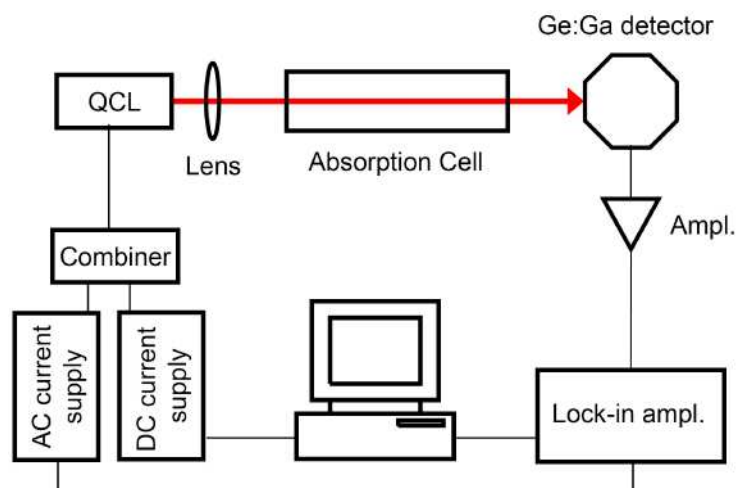 Ge:Ga detector
QCL
Lens
Absorption Cell
Ampl.
Combiner
AC current
supply
DC current
supply
Lock-in ampl.